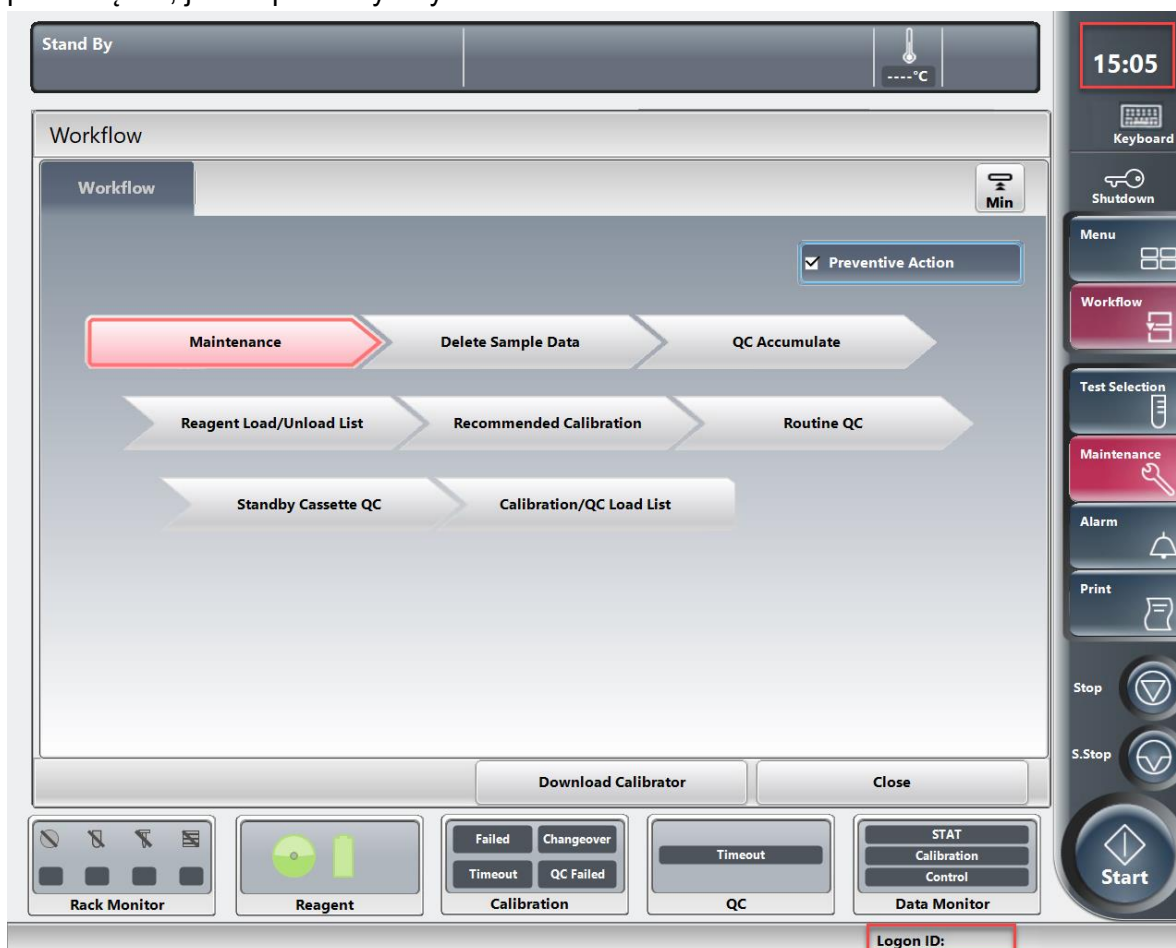 Stand By
----°C
15:05
Keyboard
Shutdown
Workflow
Workflow
Min
Menu
Preventive Action
Workflow
Maintenance
Delete Sample Data
QC Accumulate
Test Selection
Reagent Load/Unload List
Recommended Calibration
Routine QC
Maintenance
Standby Cassette QC
Calibration/QC Load List
Alarm
Print
Stop
S.Stop
Download Calibrator
Close
Failed
Changeover
Timeout
QC Failed
Timeout
STAT
Calibration
Control
Start
Rack Monitor
Reagent
Calibration
QC
Data Monitor
Logon ID: